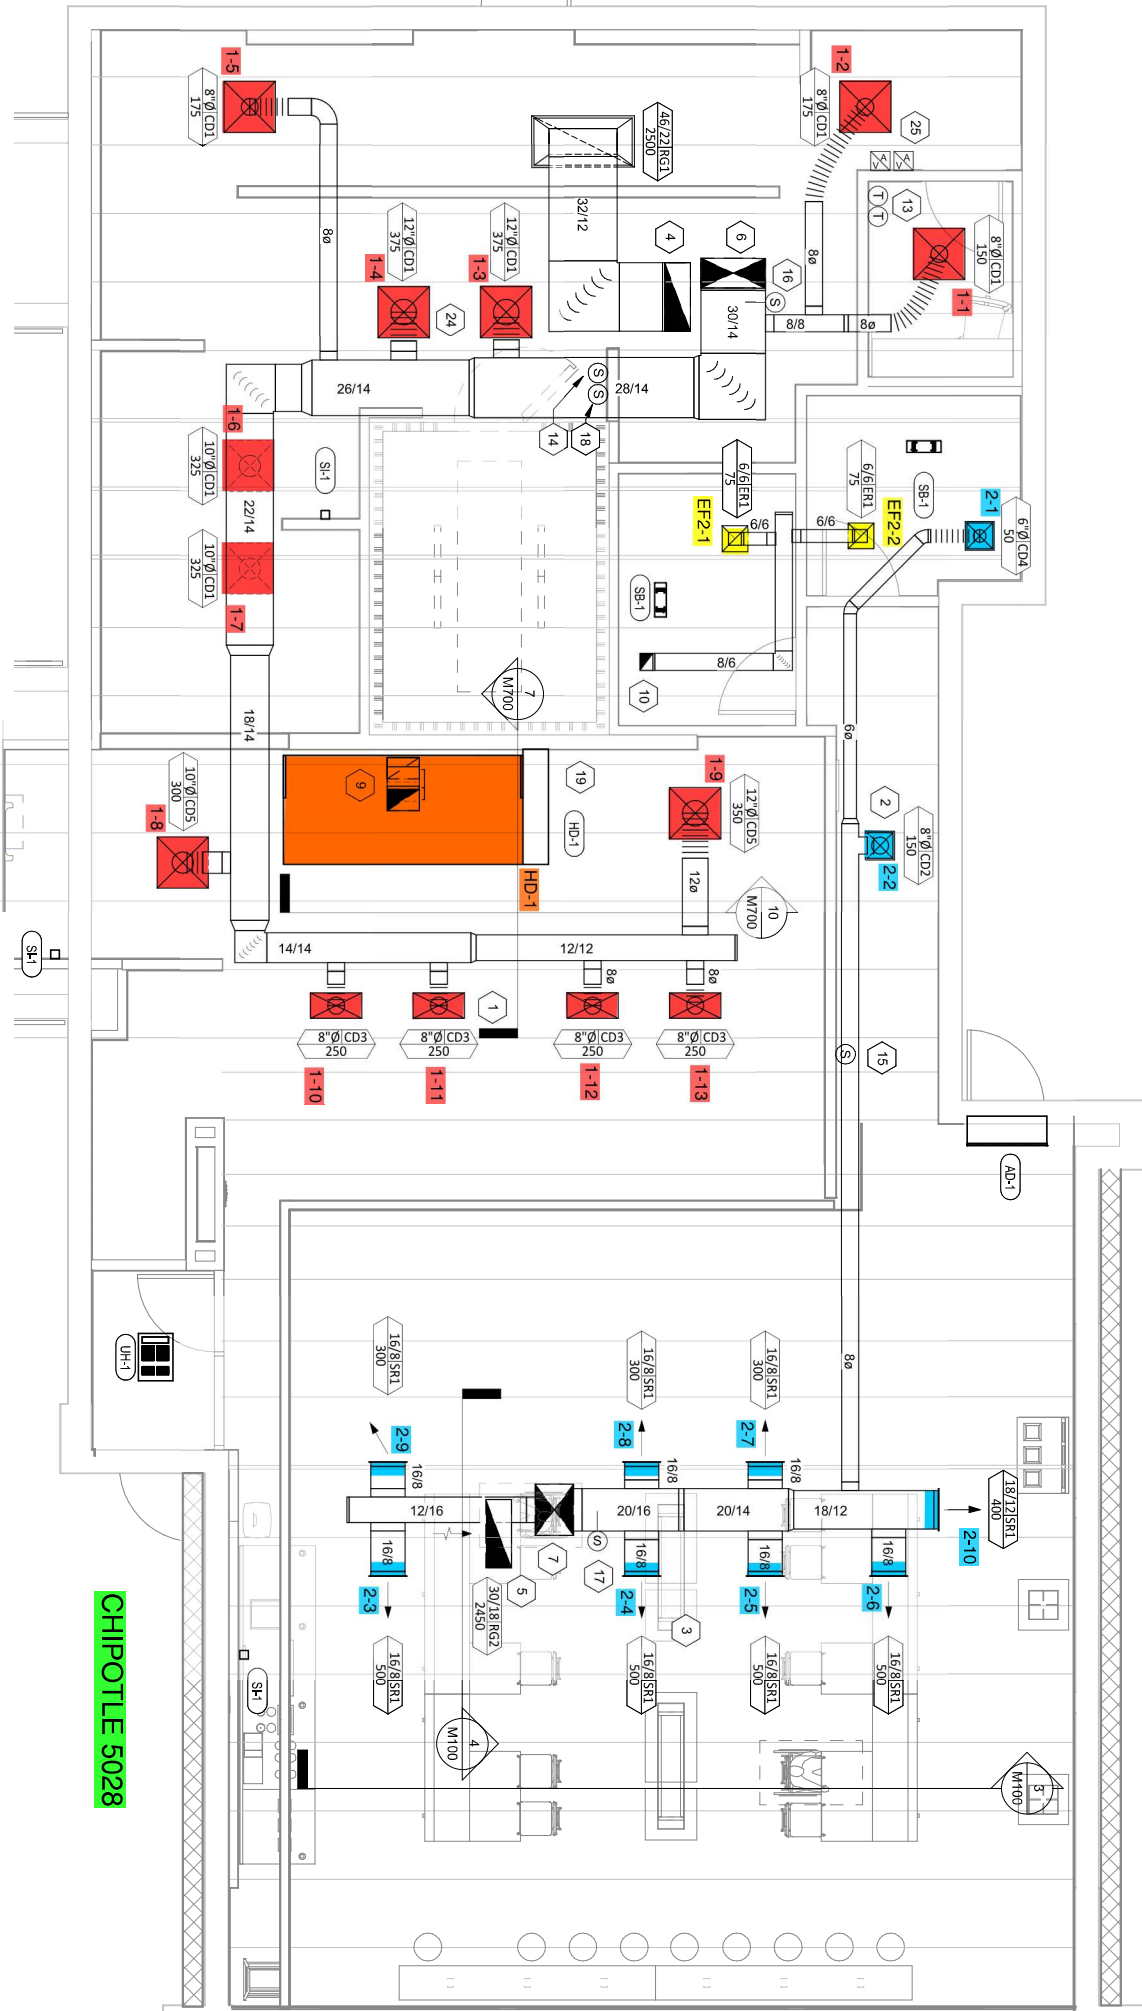 1-5
8"Ø CD1
175
46/22 RG1
2500
1-2
8"Ø CD1
175
25
A
V
A
V
13
T
T
8"Ø CD1
150
1-1
8ø
32/12
4
6
16
S
8ø
8/8
8ø
30/14
12"Ø CD1
375
1-4
24
12"Ø CD1
375
1-3
26/14
S
S
28/14
14
18
1-6
10"Ø CD1
325
SI-1
22/14
10"Ø CD1
325
1-7
6/6 ER1
75
EF2-1
6/6
6/6
6/6 ER1
75
EF2-2
SB-1
2-1
6"Ø CD4
50
SB-1
8/6
10
7
M700
18/14
6ø
10"Ø CD5
300
1-8
9
19
HD-1
HD-1
1-9
12"Ø CD5
350
12ø
2
8"Ø CD2
150
2-2
10
M700
SI-1
14/14
12/12
8ø
8ø
1
8"Ø CD3
250
8"Ø CD3
250
8"Ø CD3
250
8"Ø CD3
250
1-10
1-11
1-12
1-13
S
15
AD-1
UH-1
8ø
16/8 SR1
300
16/8 SR1
300
16/8 SR1
300
2-9
2-8
2-7
16/8
16/8
16/8
12/16
20/16
20/14
18/12
18/12 SR1
400
2-10
16/8
16/8
16/8
16/8
S
17
7
5
30/18 RG2
2450
2-3
2-4
2-5
2-6
3
16/8 SR1
500
16/8 SR1
500
16/8 SR1
500
16/8 SR1
500
SI-1
4
M100
3
M100
CHIPOTLE 5028